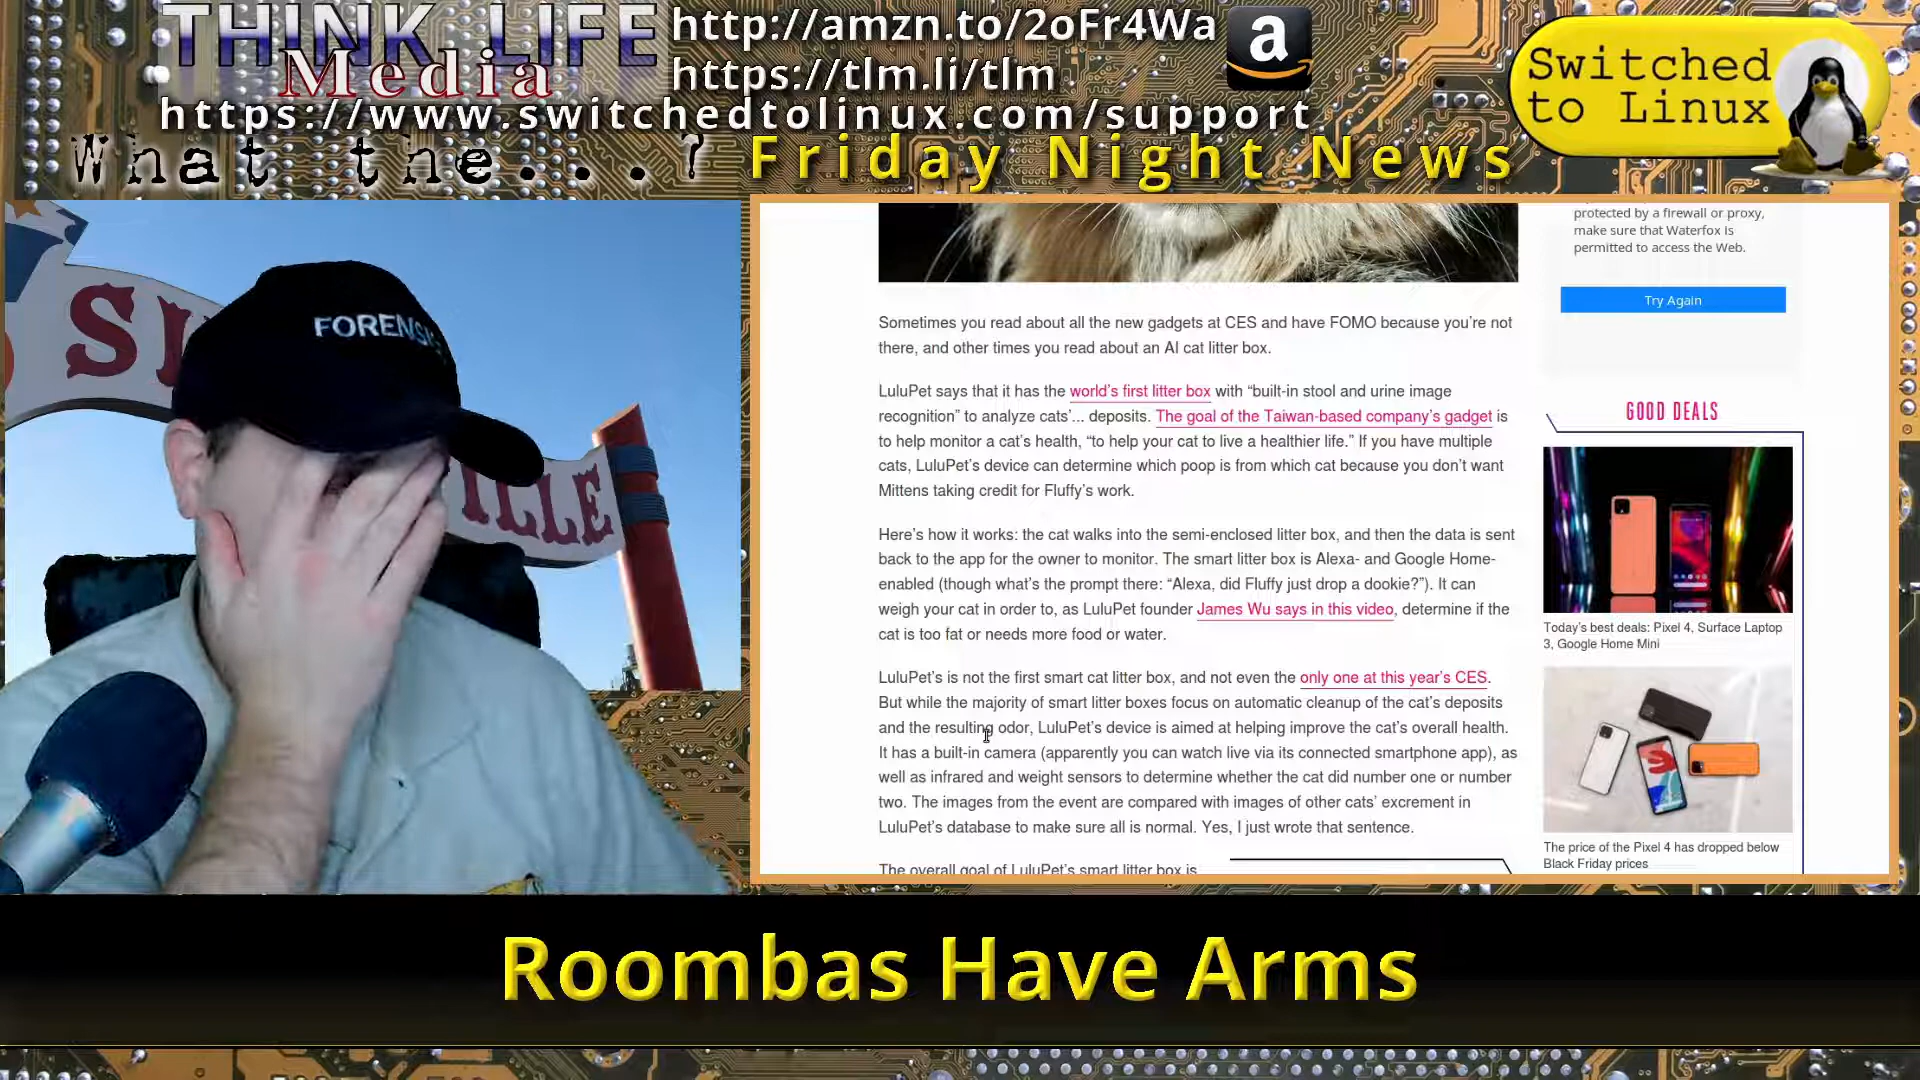 THINK LIFE
Media
http://amzn.to/2oFr4Wa
https://tlm.li/tlm
https://www.switchedtolinux.com/support
a
Switched
to Linux
What the...?
Friday Night News
FORENSI
S
ILLE
protected by a firewall or proxy,
make sure that Waterfox is
permitted to access the Web.
Try Again
Sometimes you read about all the new gadgets at CES and have FOMO because you're not
there, and other times you read about an AI cat litter box.
LuluPet says that it has the world's first litter box with “built-in stool and urine image
recognition” to analyze cats'... deposits. The goal of the Taiwan-based company's gadget is
to help monitor a cat's health, “to help your cat to live a healthier life.” If you have multiple
cats, LuluPet's device can determine which poop is from which cat because you don't want
Mittens taking credit for Fluffy's work.
Here's how it works: the cat walks into the semi-enclosed litter box, and then the data is sent
back to the app for the owner to monitor. The smart litter box is Alexa- and Google Home-
enabled (though what's the prompt there: “Alexa, did Fluffy just drop a dookie?”). It can
weigh your cat in order to, as LuluPet founder James Wu says in this video, determine if the
cat is too fat or needs more food or water.
LuluPet's is not the first smart cat litter box, and not even the only one at this year's CES.
But while the majority of smart litter boxes focus on automatic cleanup of the cat's deposits
and the resulting odor, LuluPet's device is aimed at helping improve the cat's overall health.
It has a built-in camera (apparently you can watch live via its connected smartphone app), as
well as infrared and weight sensors to determine whether the cat did number one or number
two. The images from the event are compared with images of other cats' excrement in
LuluPet's database to make sure all is normal. Yes, I just wrote that sentence.
The overall goal of LuluPet's smart litter box is
GOOD DEALS
Today's best deals: Pixel 4, Surface Laptop
3, Google Home Mini
The price of the Pixel 4 has dropped below
Black Friday prices
Roombas Have Arms